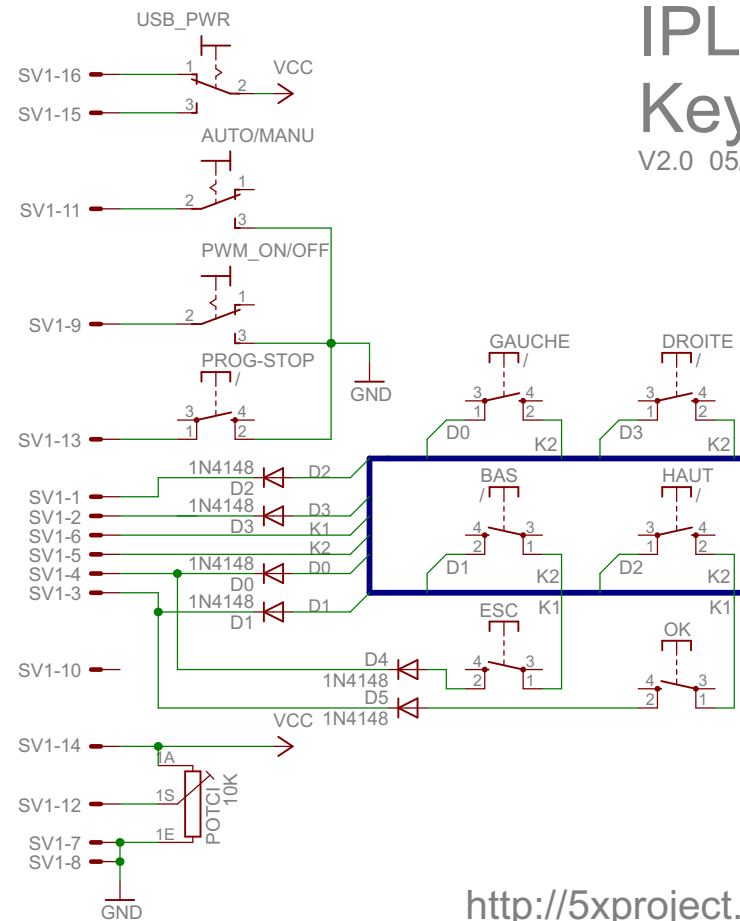 USB_PWR
IPL
Key
V2.0 05
SV1-16
1
2
VCC
SV1-15
3
AUTO/MANU
SV1-11
2
1
3
PWM_ON/OFF
SV1-9
2
1
3
GND
PROG-STOP
SV1-13
3
4
1
2
GAUCHE
3
4
1
2
D0
K2
DROITE
3
4
1
2
D3
K2
SV1-1
1N4148
D2
D2
SV1-2
1N4148
D3
D3
SV1-6
K1
SV1-5
K2
SV1-4
1N4148
D0
D0
SV1-3
1N4148
D1
D1
BAS
4
3
2
1
D1
K2
K1
HAUT
3
4
1
2
D2
K2
K1
SV1-10
D4
1N4148
ESC
4
3
2
1
D5
1N4148
OK
4
3
2
1
SV1-14
VCC
1A
SV1-12
1S
POTCI
10K
SV1-7
1E
SV1-8
GND
http://5xproject.